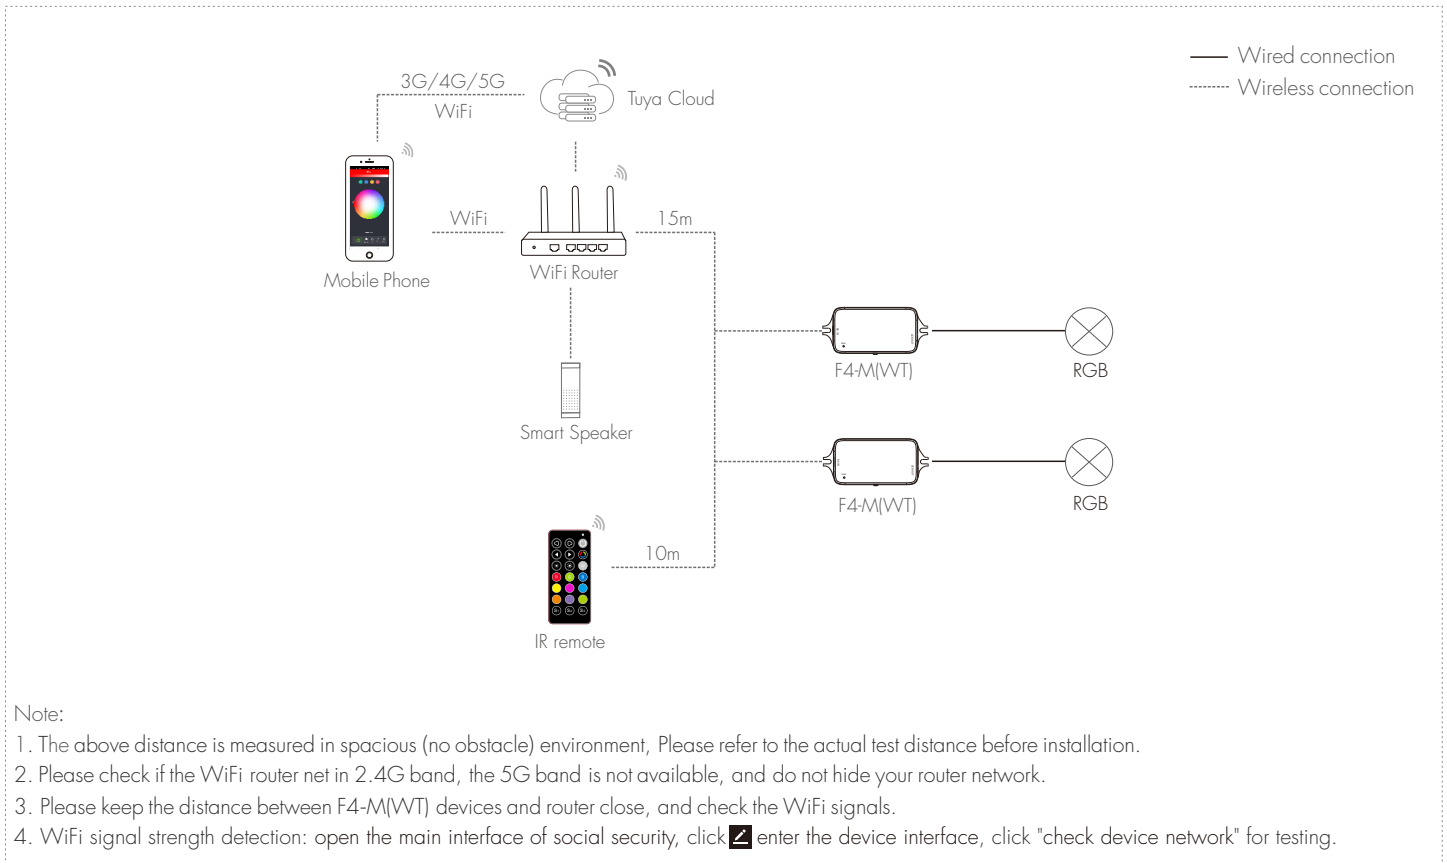 Wired connection
Wireless connection
3G/4G/5G
WiFi
Tuya Cloud
WiFi
15m
Mobile Phone
WiFi Router
F4-M(WT)
RGB
Smart Speaker
F4-M(WT)
RGB
10m
IR remote
Note:
1. The above distance is measured in spacious (no obstacle) environment, Please refer to the actual test distance before installation.
2. Please check if the WiFi router net in 2.4G band, the 5G band is not available, and do not hide your router network.
3. Please keep the distance between F4-M(WT) devices and router close, and check the WiFi signals.
4. WiFi signal strength detection: open the main interface of social security, click enter the device interface, click "check device network" for testing.